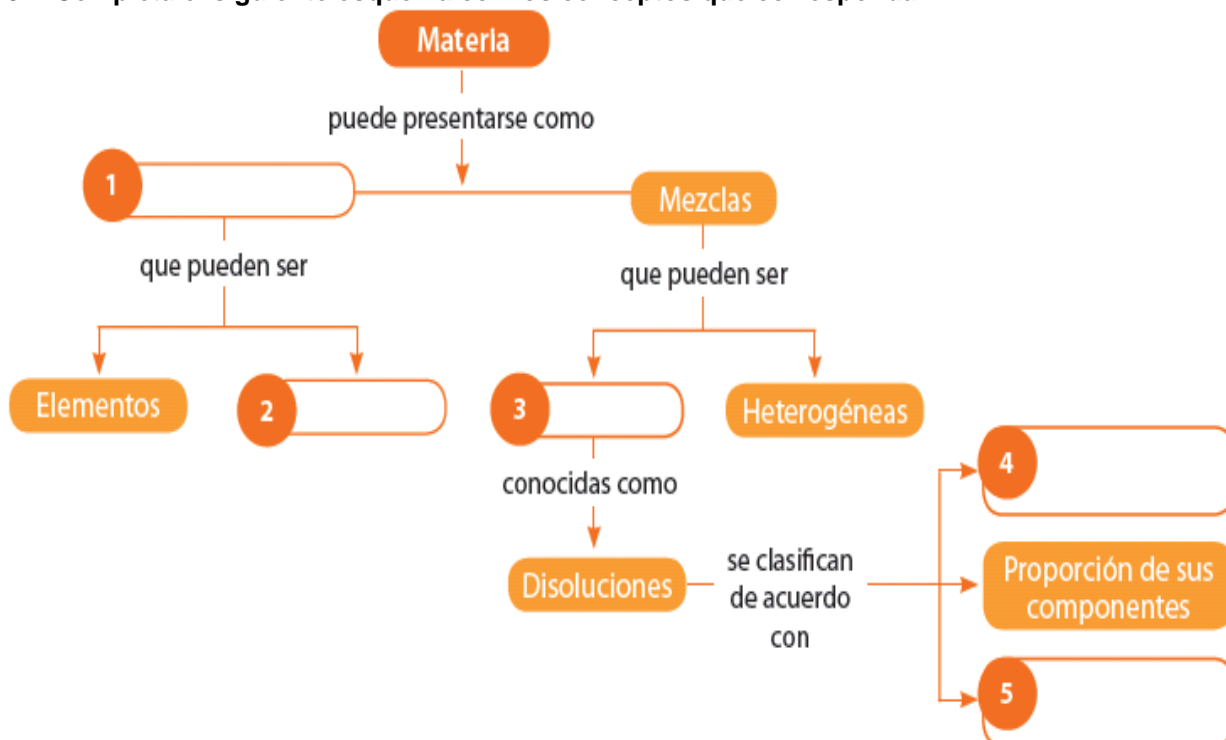 Materia
puede presentarse como
1
Mezclas
que pueden ser
que pueden ser
Elementos
2
3
Heterogéneas
4
conocidas como
Disoluciones
se clasifican
de acuerdo
con
Proporción de sus
componentes
5